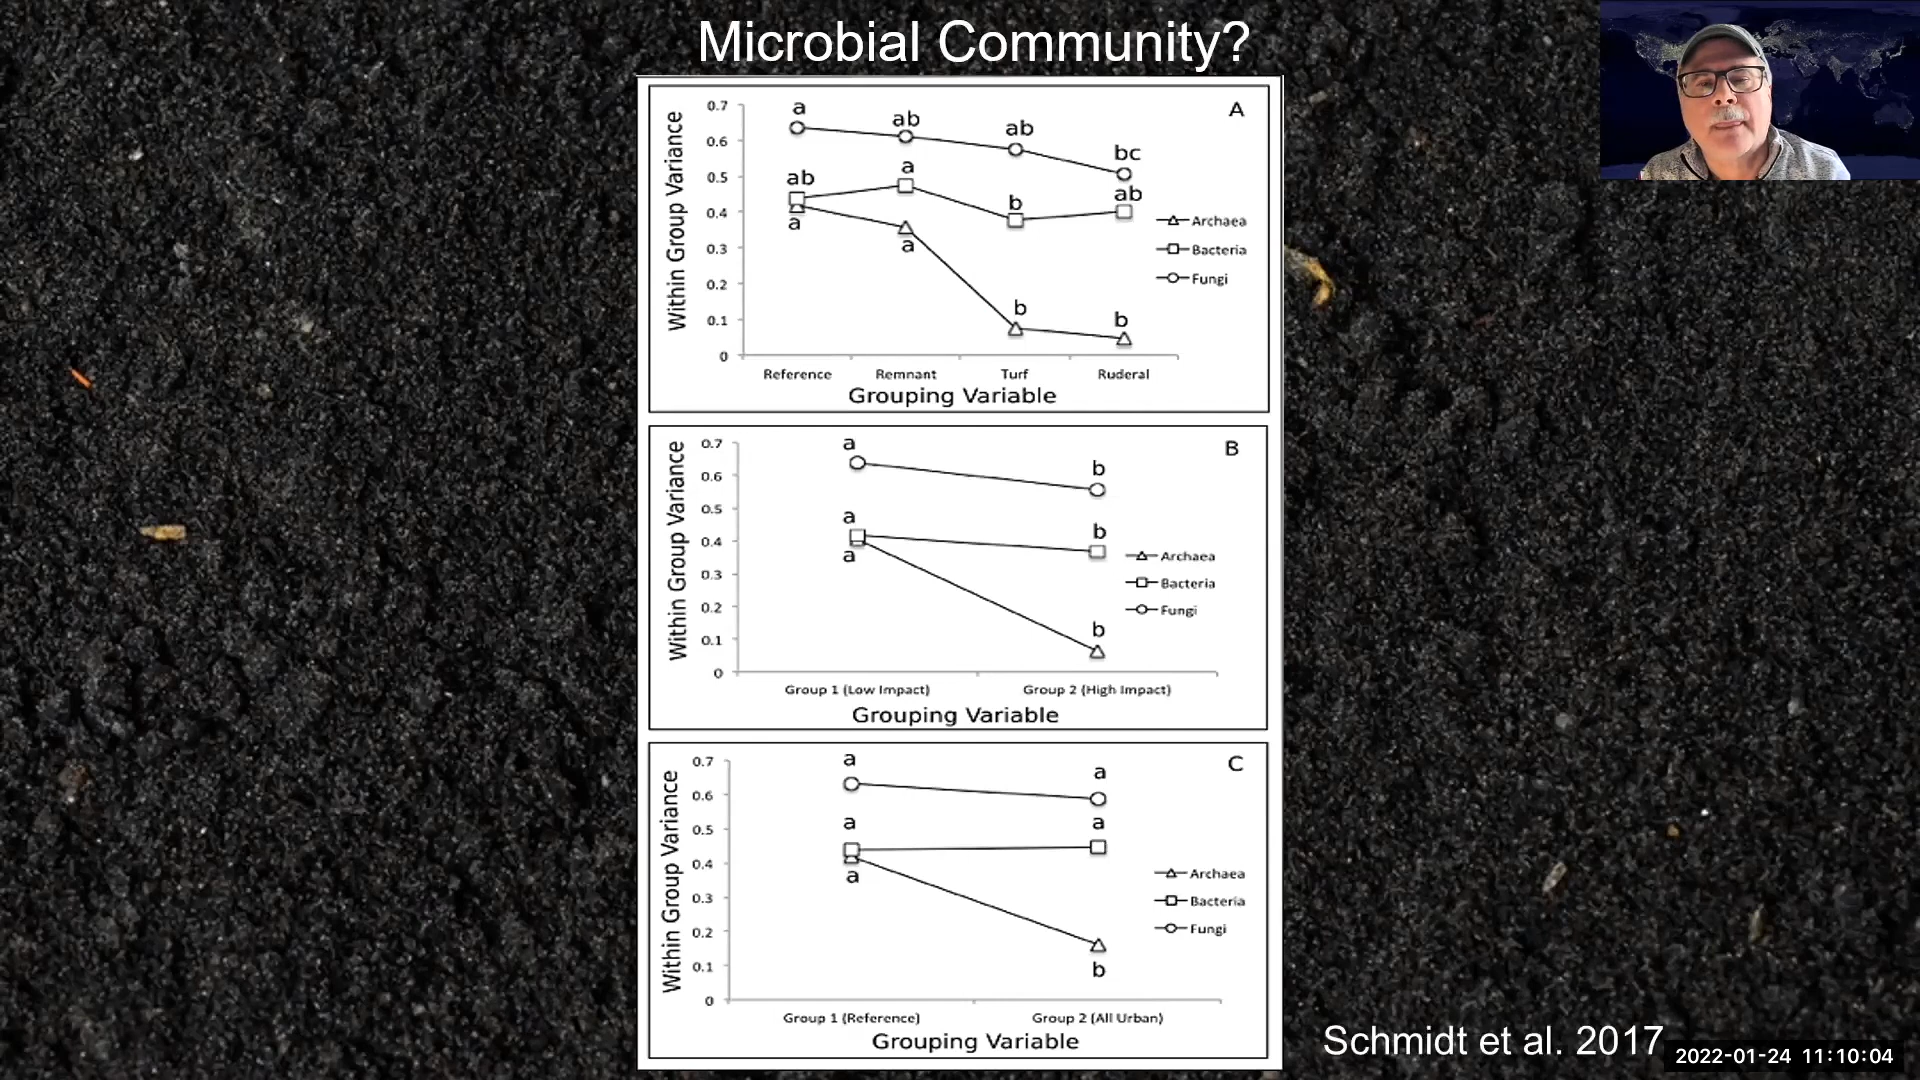 Microbial Community?
A
Within Group Variance
0.7
0.6
0.5
0.4
0.3
0.2
0.1
0
a
ab
ab
bc
ab
a
b
ab
a
a
b
b
Archaea
Bacteria
Fungi
Reference Remnant Turf Ruderal
Grouping Variable
B
Within Group Variance
0.7
0.6
0.5
0.4
0.3
0.2
0.1
0
a
b
a
b
a
b
Archaea
Bacteria
Fungi
Group 1 (Low Impact) Group 2 (High Impact)
Grouping Variable
C
Within Group Variance
0.7
0.6
0.5
0.4
0.3
0.2
0.1
0
a
a
a
a
a
b
Archaea
Bacteria
Fungi
Group 1 (Reference) Group 2 (All Urban)
Grouping Variable
Schmidt et al. 2017
2022-01-24 11:10:04